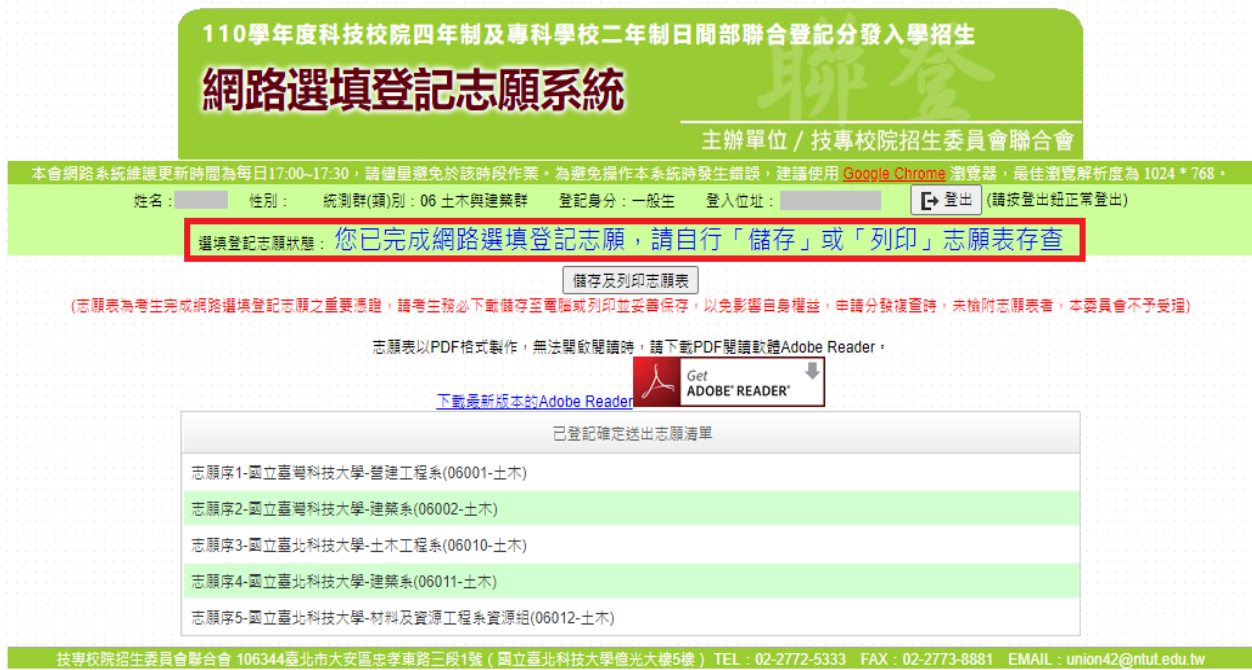 110學年度科技校院四年制及專科學校二年制日間部聯合登記分發入學招生
聯登
網路選填登記志願系統
主辦單位 / 技專校院招生委員會聯合會
本會網路系統維護更新時間為每日17:00~17:30，請儘量避免於該時段作業。為避免操作本系統時發生錯誤，建議使用 Google Chrome 瀏覽器，最佳瀏覽解析度為 1024 * 768。
姓名： 性別： 統測群(類)別：06 土木與建築群 登記身分：一般生 登入位址： 登出 (請按登出鈕正常登出)
選填登記志願狀態：您已完成網路選填登記志願，請自行「儲存」或「列印」志願表存查
儲存及列印志願表
(志願表為考生完成網路選填登記志願之重要憑證，請考生務必下載儲存至電腦或列印並妥善保存，以免影響自身權益，申請分發複查時，未檢附志願表者，本委員會不予受理)
志願表以PDF格式製作，無法開啟閱讀時，請下載PDF閱讀軟體Adobe Reader。
下載最新版本的Adobe Reader Get ADOBE® READER®
已登記確定送出志願清單
志願序1-國立臺灣科技大學-營建工程系(06001-土木)
志願序2-國立臺灣科技大學-建築系(06002-土木)
志願序3-國立臺北科技大學-土木工程系(06010-土木)
志願序4-國立臺北科技大學-建築系(06011-土木)
志願序5-國立臺北科技大學-材料及資源工程系資源組(06012-土木)
技專校院招生委員會聯合會 106344臺北市大安區忠孝東路三段1號 ( 國立臺北科技大學億光大樓5樓 ) TEL：02-2772-5333 FAX：02-2773-8881 EMAIL：union42@ntut.edu.tw